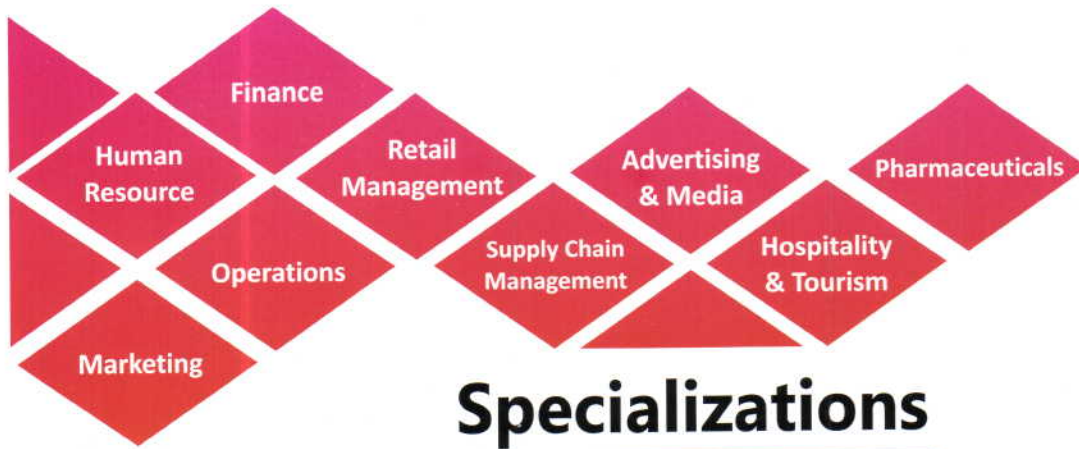 Finance
Human
Resource
Retail
Management
Advertising
& Media
Pharmaceuticals
Operations
Supply Chain
Management
Hospitality
& Tourism
Marketing
Specializations